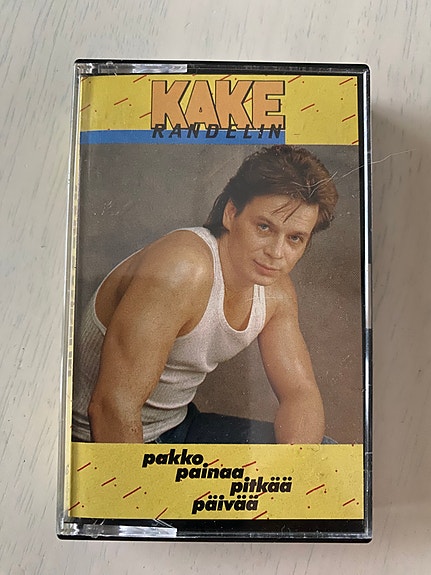 KAKE
RANDELIN
pakko
painaa
pitkää
päivää